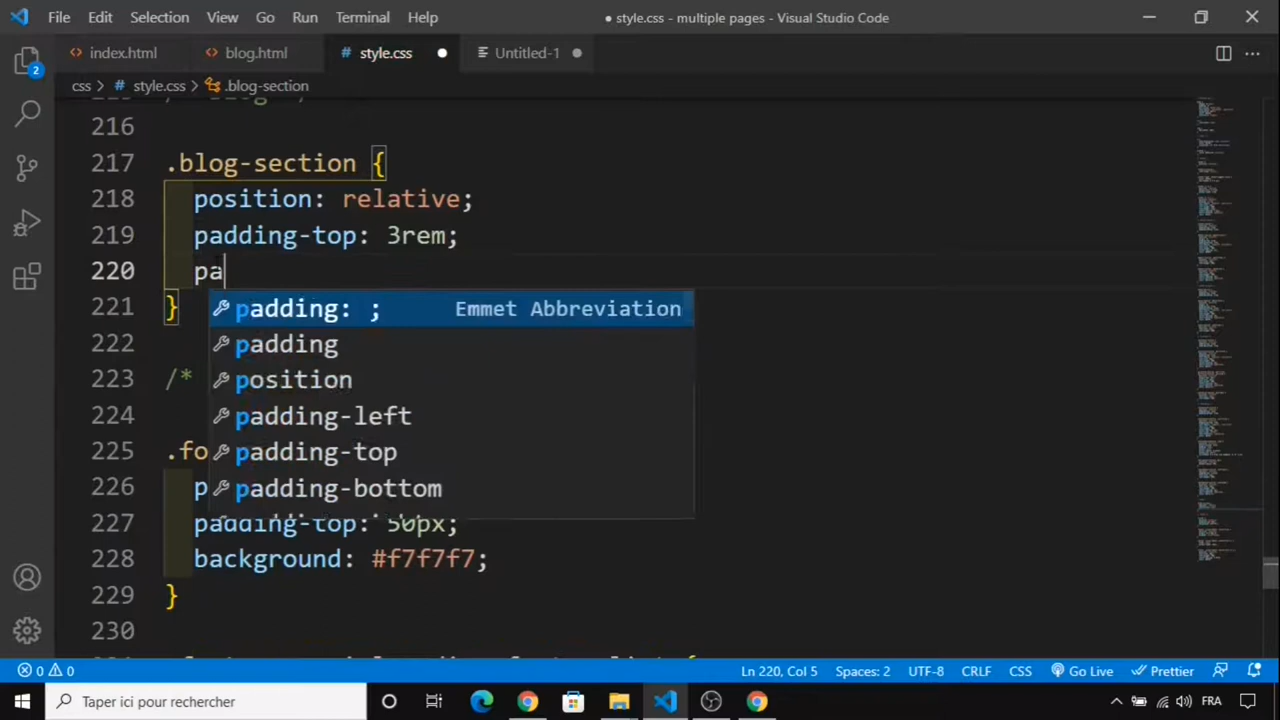 File Edit Selection View Go Run Terminal Help ● style.css - multiple pages - Visual Studio Code
index.html blog.html # style.css Untitled-1
css > # style.css > .blog-section
2
216
217 .blog-section {
218 position: relative;
219 padding-top: 3rem;
220 pa
221 }
padding: ; Emmet Abbreviation
222 padding
223 /* position
224 padding-left
225 .fo padding-top
226 p padding-bottom
227 padding-top: 50px;
228 background: #f7f7f7;
229 }
230
0 0 Ln 220, Col 5 Spaces: 2 UTF-8 CRLF CSS Go Live Prettier
Taper ici pour rechercher FRA